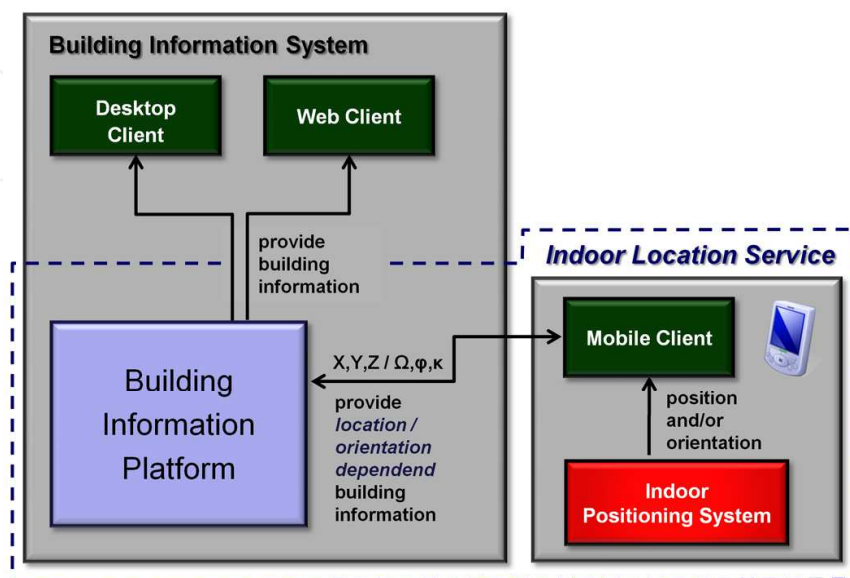 Building Information System
Desktop
Client
Web Client
provide
building
information
Indoor Location Service
Building
Information
Platform
X,Y,Z / Ω,φ,κ
provide
location /
orientation
dependend
building
information
Mobile Client
position
and/or
orientation
Indoor
Positioning System